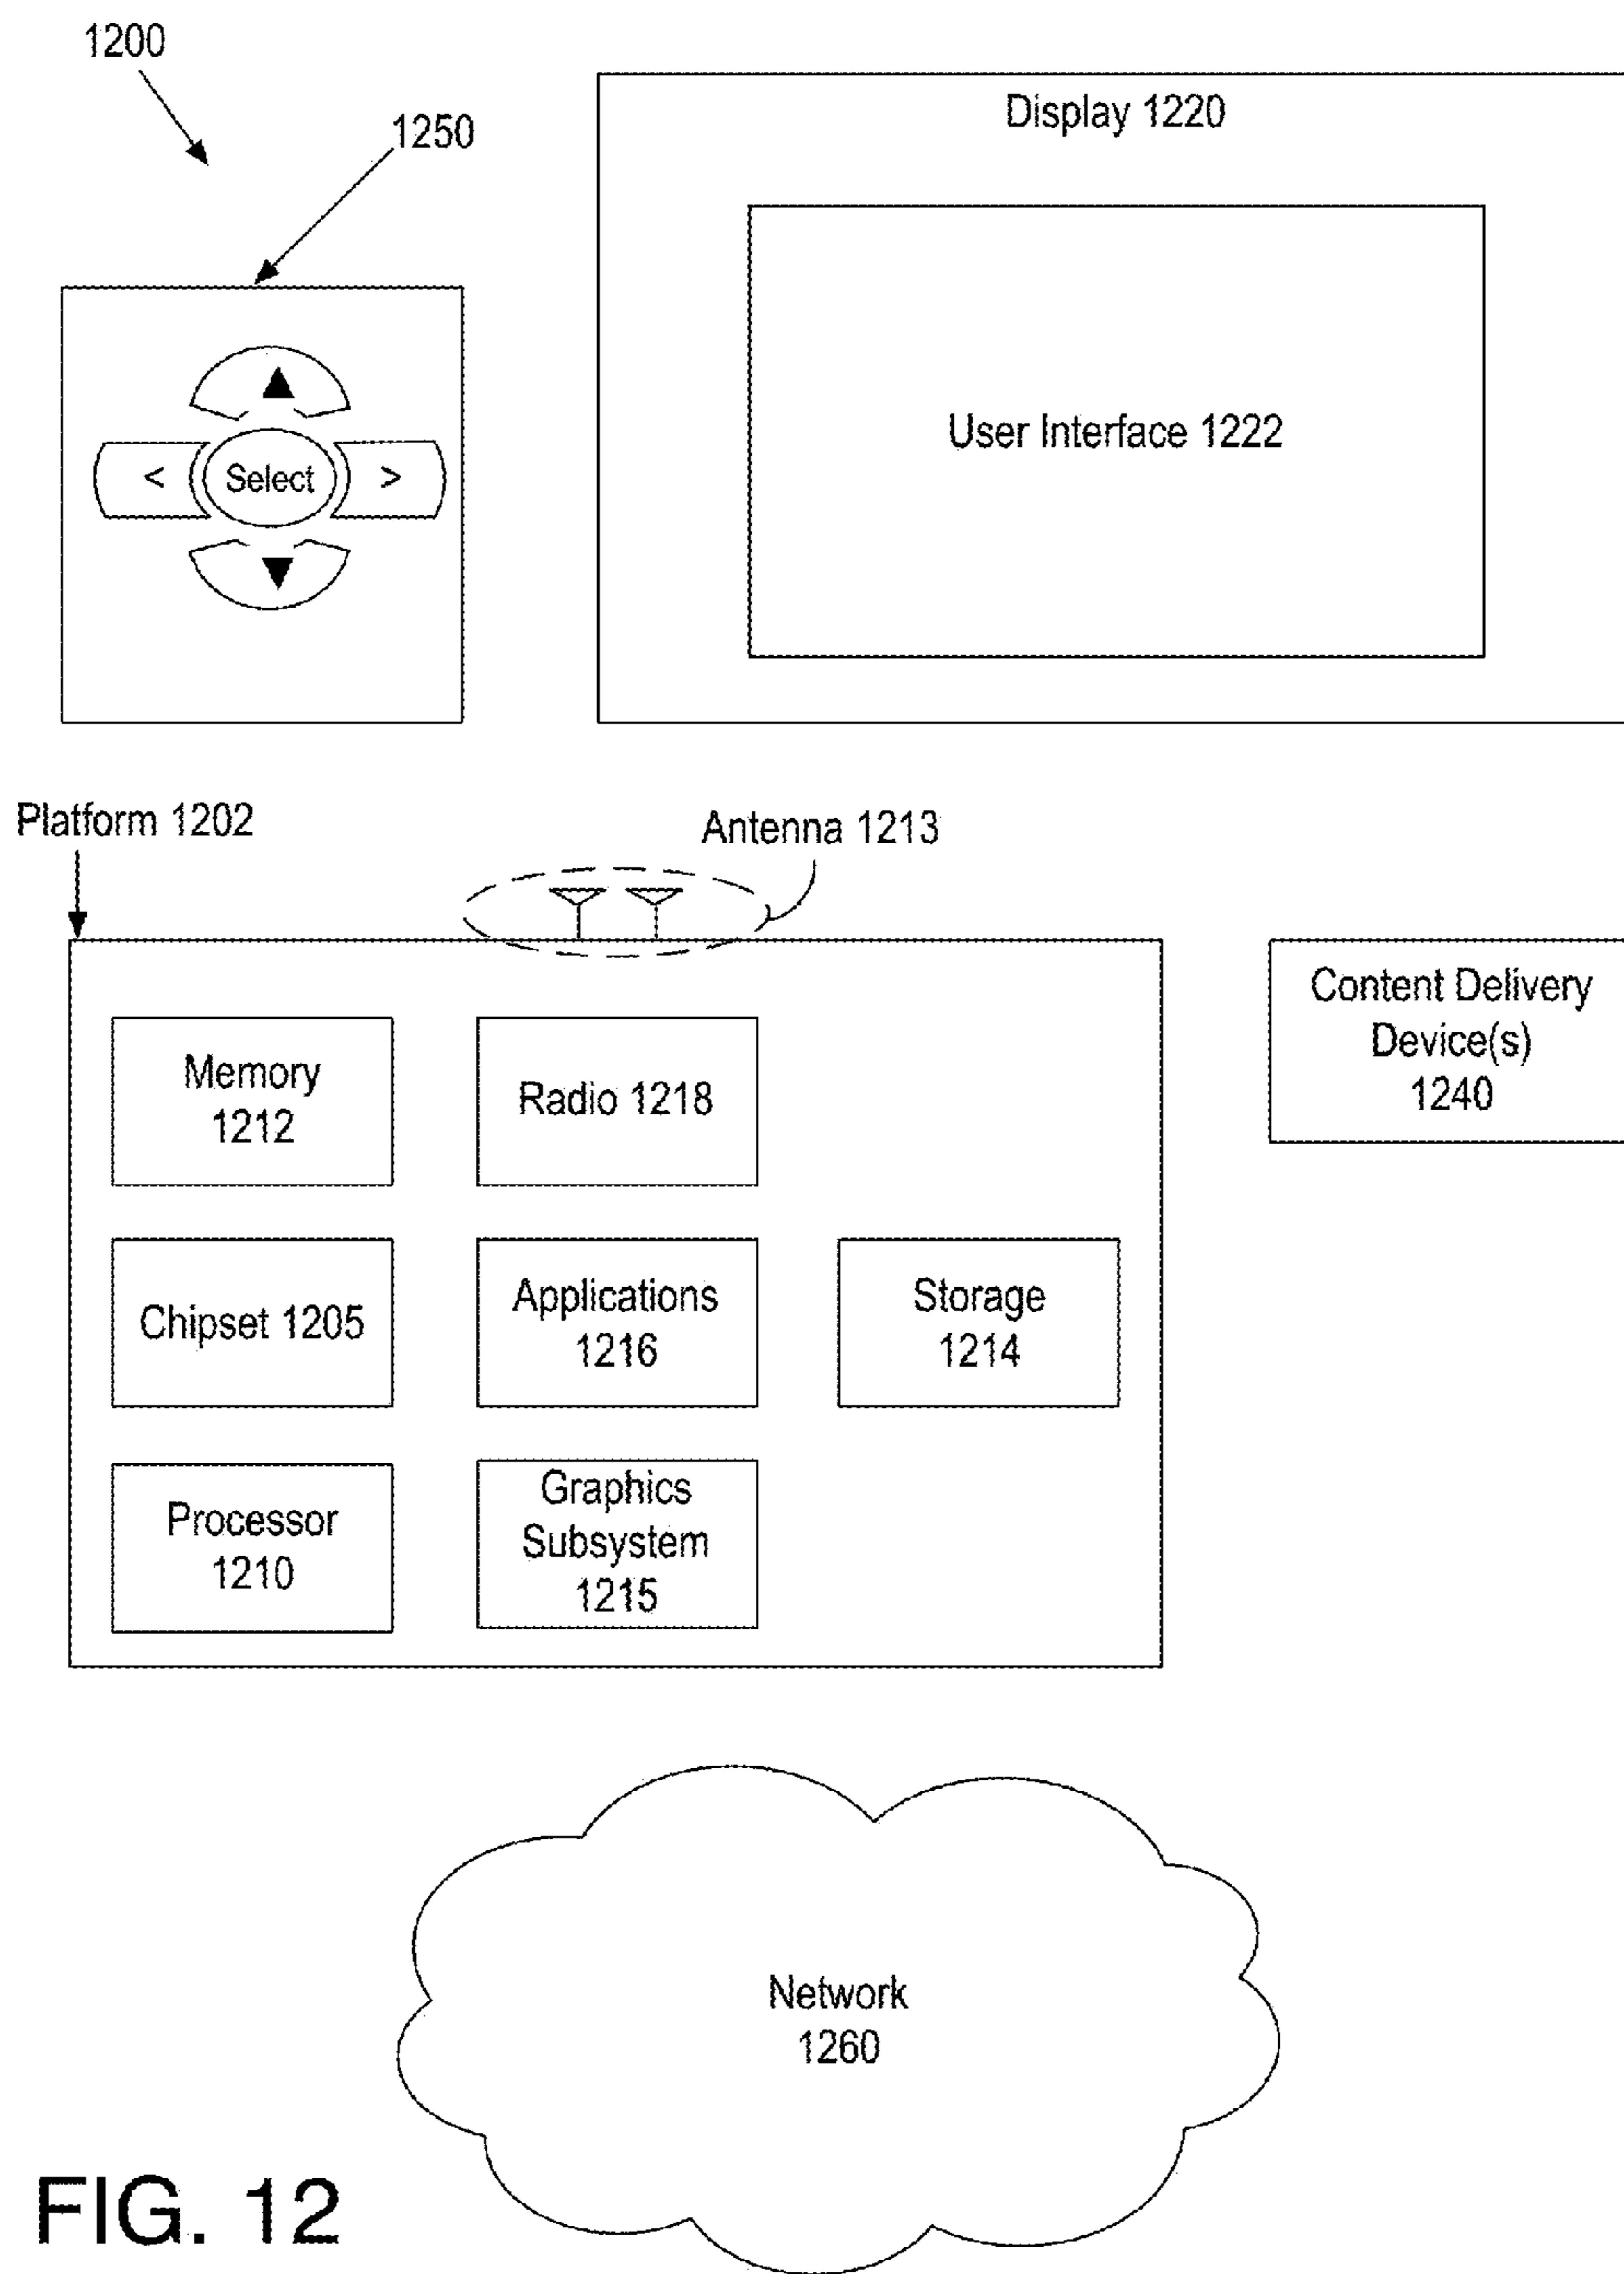 1200
1250
Display 1220
User Interface 1222
<
Select
>
Platform 1202
Antenna 1213
Content Delivery
Device(s)
1240
Memory
1212
Radio 1218
Chipset 1205
Applications
1216
Storage
1214
Processor
1210
Graphics
Subsystem
1215
Network
1260
FIG. 12